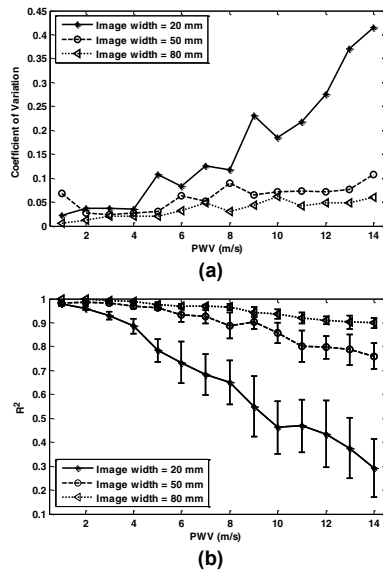 0.45
0.4
0.35
0.3
0.25
0.2
0.15
0.1
0.05
0
Coefficient of Variation
Image width = 20 mm
Image width = 50 mm
Image width = 80 mm
2 4 6 8 10 12 14
PWV (m/s)
(a)
1
0.9
0.8
0.7
0.6
0.5
0.4
0.3
0.2
0.1
R²
Image width = 20 mm
Image width = 50 mm
Image width = 80 mm
2 4 6 8 10 12 14
PWV (m/s)
(b)